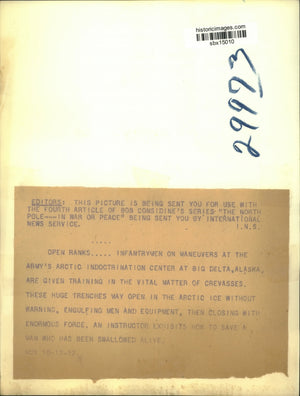 historicimages.com
sbx15010
29973
EDITORS: THIS PICTURE IS BEING SENT YOU FOR USE WITH
THE FOURTH ARTICLE OF BOB CONSIDINE'S SERIES "THE NORTH
POLE---IN WAR OR PEACE" BEING SENT YOU BY INTERNATIONAL
NEWS SERVICE. I.N.S.
.....
OPEN RANKS..... INFANTRYMEN ON MANEUVERS AT THE
ARMY'S ARCTIC INDOCTRINATION CENTER AT BIG DELTA,ALASKA,
ARE GIVEN TRAINING IN THE VITAL MATTER OF CREVASSES.
THESE HUGE TRENCHES MAY OPEN IN THE ARCTIC ICE WITHOUT
WARNING, ENGULFING MEN AND EQUIPMENT, THEN CLOSING WITH
ENORMOUS FORCE. AN INSTRUCTOR EXHIBITS HOW TO SAVE A
MAN WHO HAS BEEN SWALLOWED ALIVE.